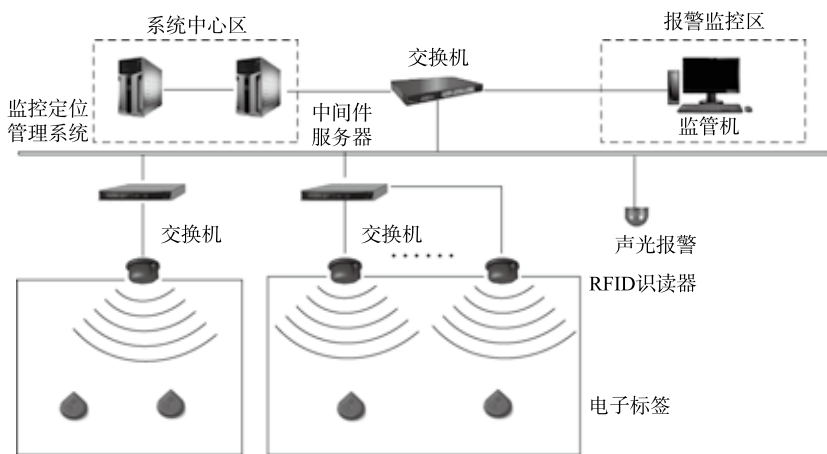 系统中心区
报警监控区
交换机
监控定位
管理系统
中间件
服务器
监管机
交换机
交换机
声光报警
RFID识读器
电子标签